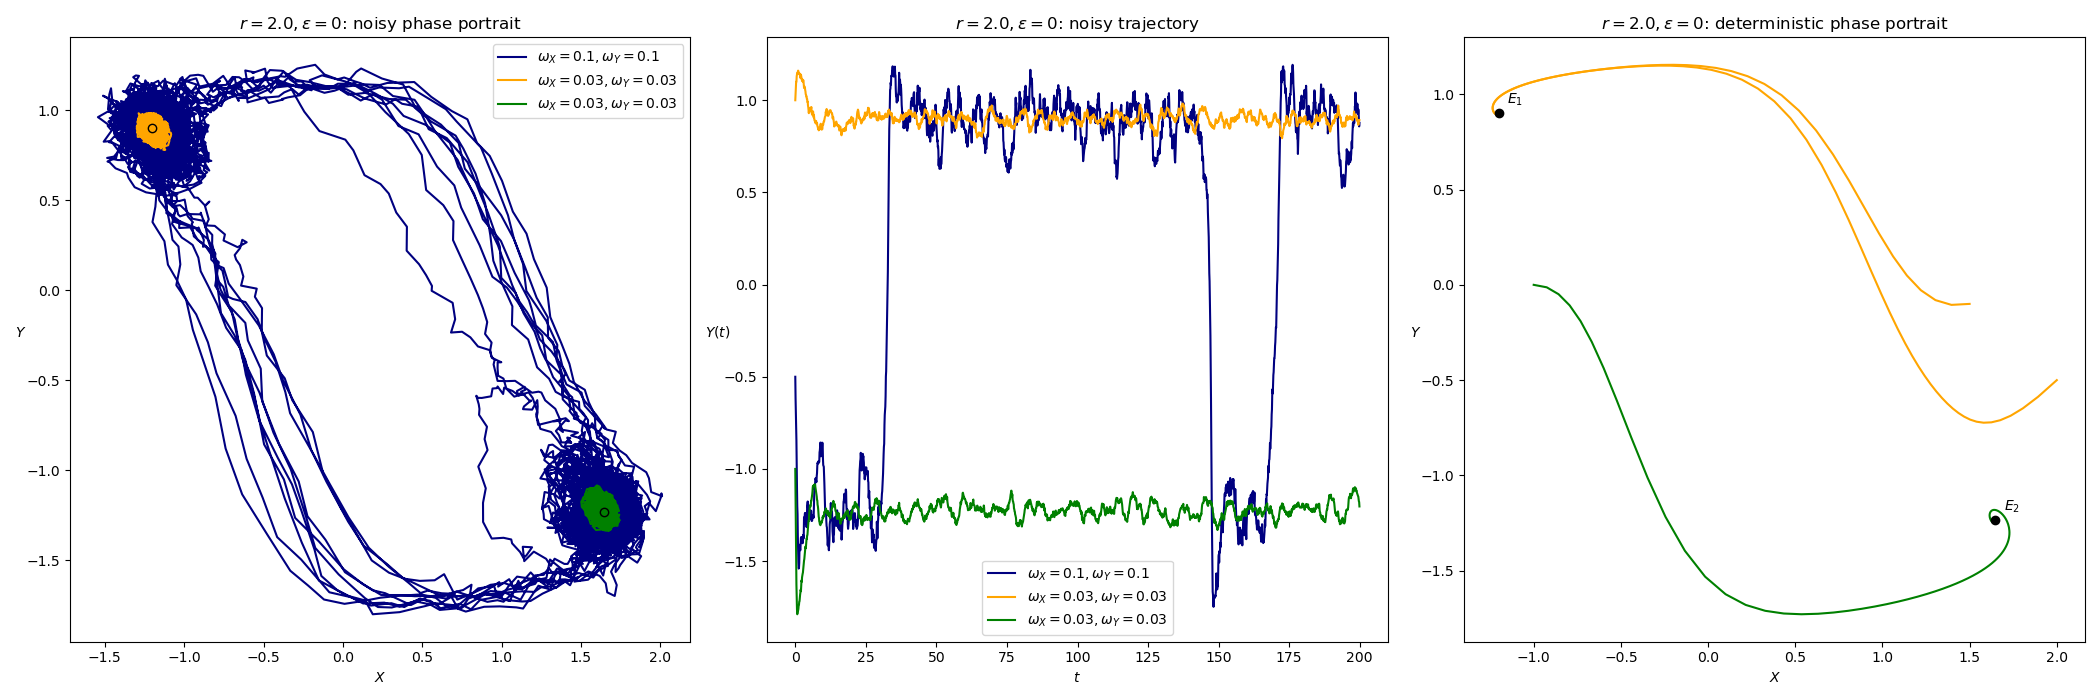 r = 2.0, ε = 0: noisy phase portrait
ω_X = 0.1, ω_Y = 0.1
ω_X = 0.03, ω_Y = 0.03
ω_X = 0.03, ω_Y = 0.03
1.0
0.5
0.0
−0.5
−1.0
−1.5
Y
−1.5 −1.0 −0.5 0.0 0.5 1.0 1.5 2.0
X
r = 2.0, ε = 0: noisy trajectory
1.0
0.5
0.0
−0.5
−1.0
−1.5
Y(t)
ω_X = 0.1, ω_Y = 0.1
ω_X = 0.03, ω_Y = 0.03
ω_X = 0.03, ω_Y = 0.03
0 25 50 75 100 125 150 175 200
t
r = 2.0, ε = 0: deterministic phase portrait
1.0
0.5
0.0
−0.5
−1.0
−1.5
Y
E_1
E_2
−1.0 −0.5 0.0 0.5 1.0 1.5 2.0
X